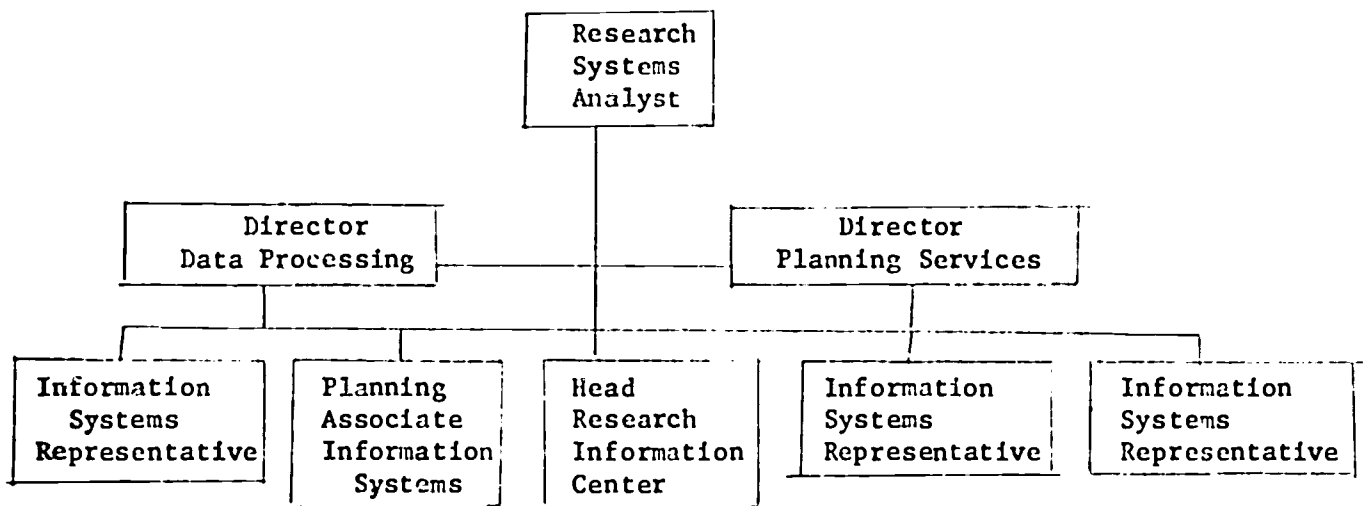 Research
Systems
Analyst
Director
Data Processing
Director
Planning Services
Information
Systems
Representative
Planning
Associate
Information
Systems
Head
Research
Information
Center
Information
Systems
Representative
Information
Systems
Representative